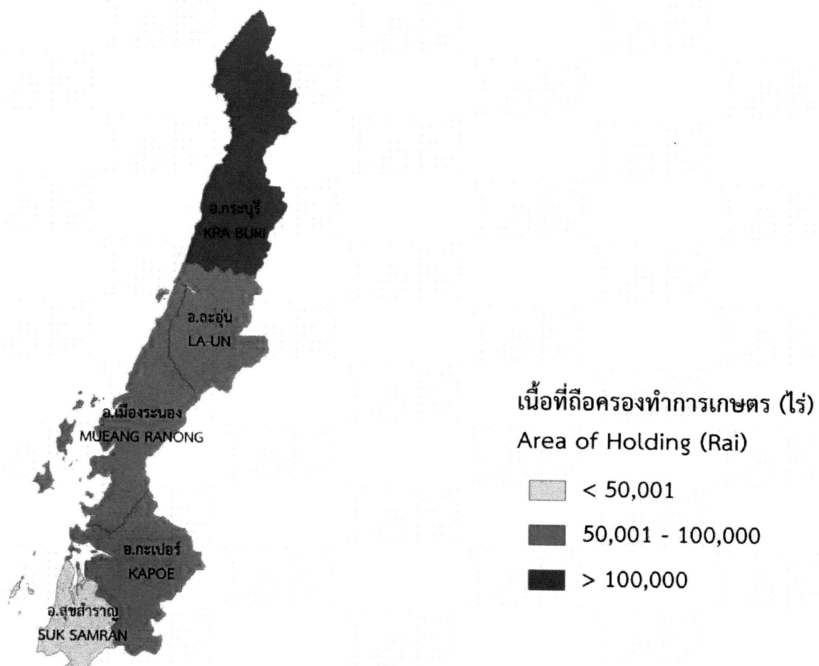 อ.กระบุรี
KRA BURI
อ.ละอุ่น
LA-UN
อ.เมืองระนอง
MUEANG RANONG
อ.กะเปอร์
KAPOE
อ.สุขสำราญ
SUK SAMRAN
เนื้อที่ถือครองทำการเกษตร (ไร่)
Area of Holding (Rai)
< 50,001
50,001 - 100,000
> 100,000